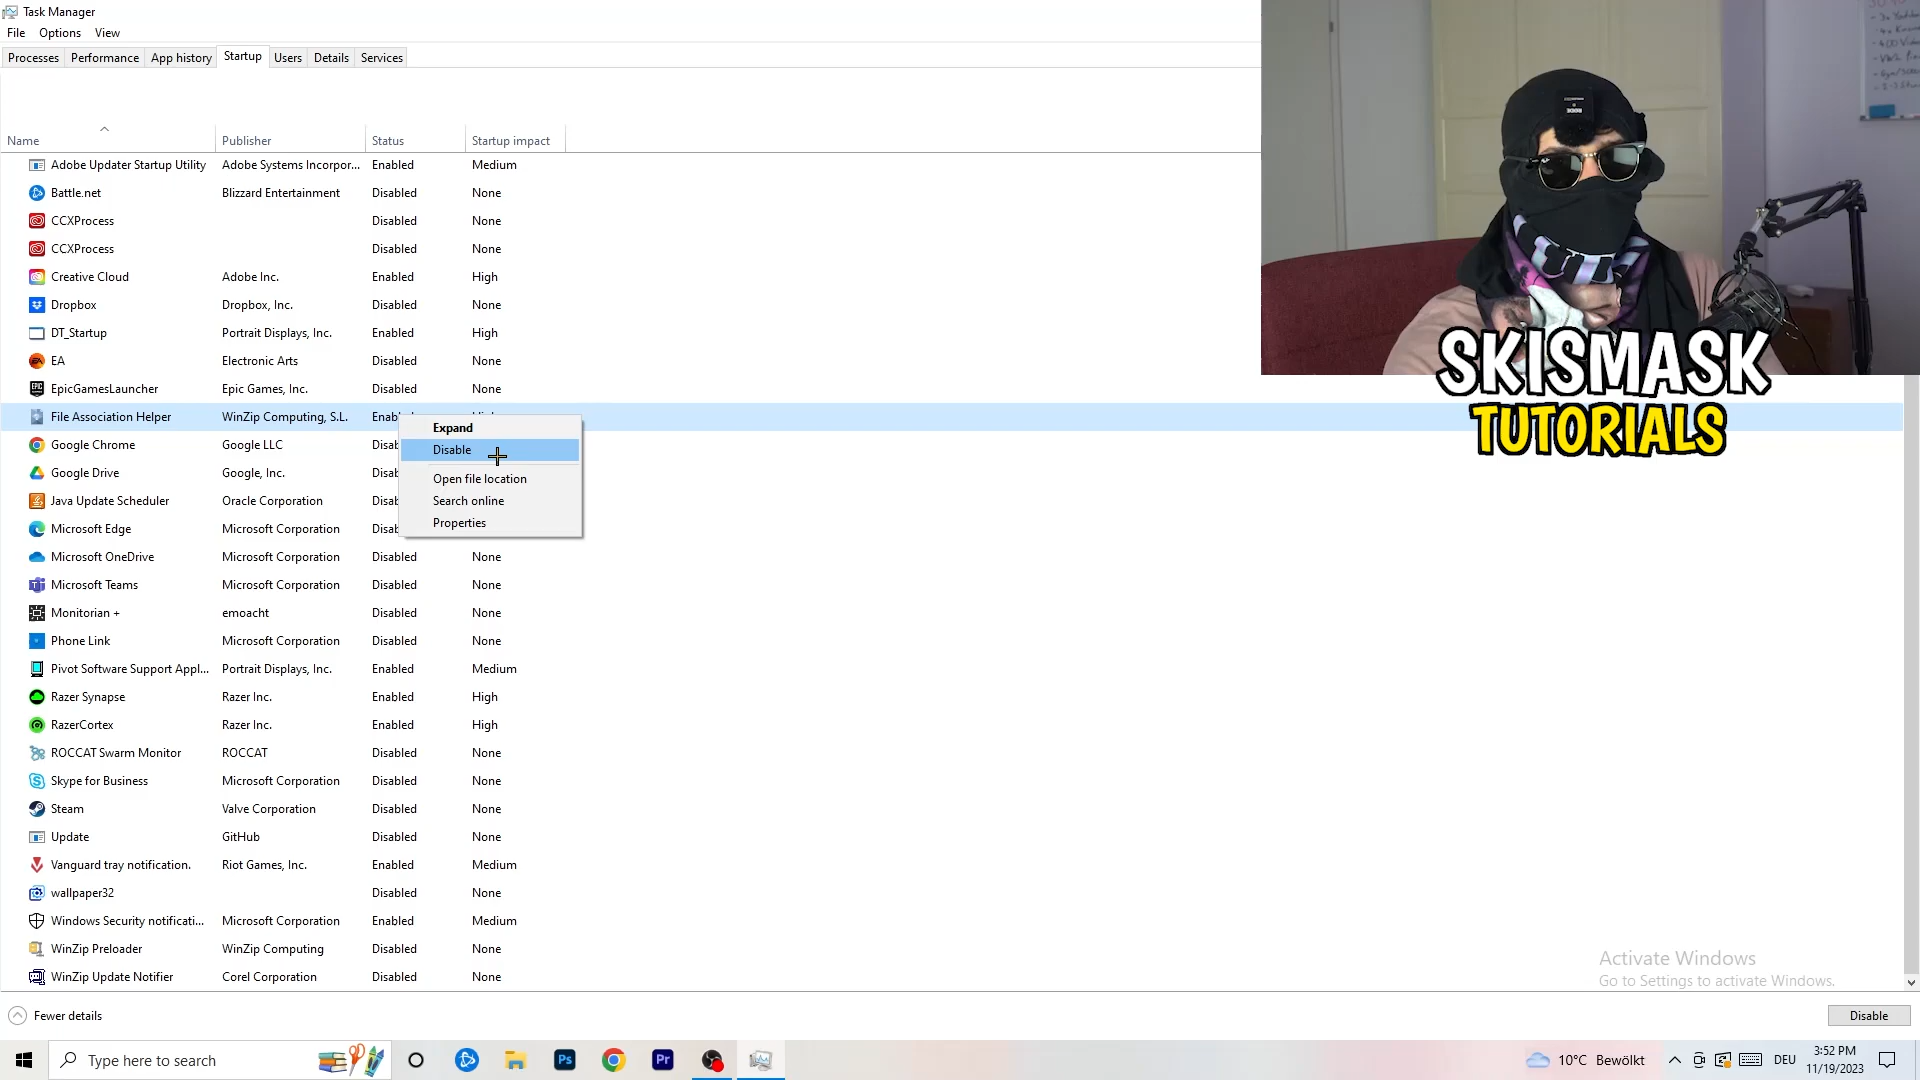 Task Manager
File Options View
Processes Performance App history Startup Users Details Services
Name Publisher Status Startup impact
Adobe Updater Startup Utility Adobe Systems Incorpor... Enabled Medium
Battle.net Blizzard Entertainment Disabled None
CCXProcess Disabled None
CCXProcess Disabled None
Creative Cloud Adobe Inc. Enabled High
Dropbox Dropbox, Inc. Disabled None
DT_Startup Portrait Displays, Inc. Enabled High
EA Electronic Arts Disabled None
EpicGamesLauncher Epic Games, Inc. Disabled None
File Association Helper WinZip Computing, S.L. Enabl
Google Chrome Google LLC Disab
Google Drive Google, Inc. Disab
Java Update Scheduler Oracle Corporation Disab
Microsoft Edge Microsoft Corporation Disab
Microsoft OneDrive Microsoft Corporation Disabled None
Microsoft Teams Microsoft Corporation Disabled None
Monitorian + emoacht Disabled None
Phone Link Microsoft Corporation Disabled None
Pivot Software Support Appl... Portrait Displays, Inc. Enabled Medium
Razer Synapse Razer Inc. Enabled High
RazerCortex Razer Inc. Enabled High
ROCCAT Swarm Monitor ROCCAT Disabled None
Skype for Business Microsoft Corporation Disabled None
Steam Valve Corporation Disabled None
Update GitHub Disabled None
Vanguard tray notification. Riot Games, Inc. Enabled Medium
wallpaper32 Disabled None
Windows Security notificati... Microsoft Corporation Enabled Medium
WinZip Preloader WinZip Computing Disabled None
WinZip Update Notifier Corel Corporation Disabled None
Expand
Disable
Open file location
Search online
Properties
SKISMASK
TUTORIALS
Activate Windows
Go to Settings to activate Windows.
Fewer details
Disable
Type here to search
Ps
Pr
10°C Bewölkt
DEU
3:52 PM
11/19/2023